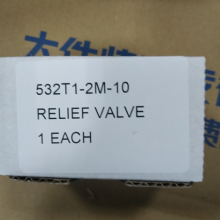 532T1-2M-10
RELIEF VALVE
1 EACH